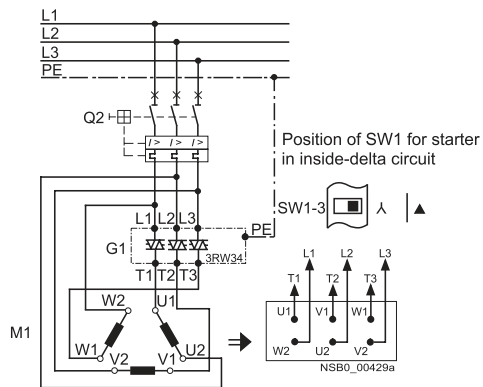 L1
L2
L3
PE
Q2
I > I > I >
Position of SW1 for starter
in inside-delta circuit
SW1-3
L1 L2 L3
PE
G1
3RW34
T1 T2 T3
L1 L2 L3
T1 T2 T3
U1 V1 W1
W2 U2 V2
NSB0_00429a
M1
W2 U1
W1 V2 V1 U2